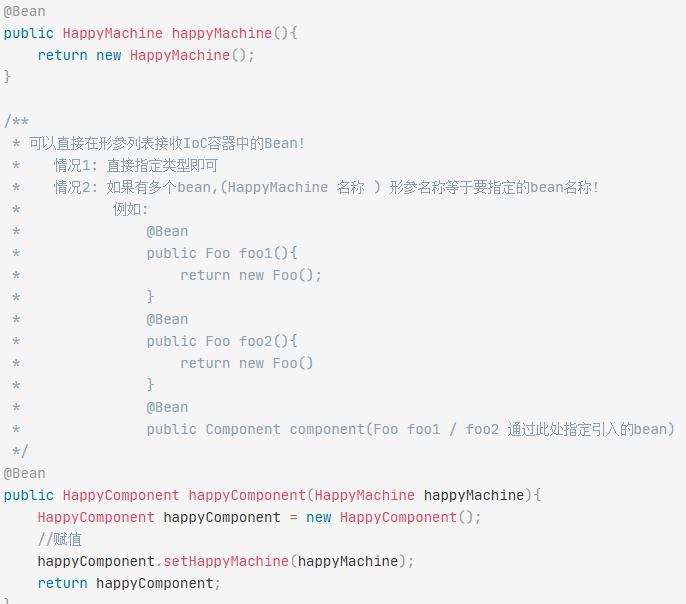 @Bean
public HappyMachine happyMachine(){
    return new HappyMachine();
}
/**
 * 可以直接在形参列表接收IoC容器中的Bean!
 *    情况1: 直接指定类型即可
 *    情况2: 如果有多个bean,(HappyMachine 名称 ) 形参名称等于要指定的bean名称!
 *           例如:
 *               @Bean
 *               public Foo foo1(){
 *                   return new Foo();
 *               }
 *               @Bean
 *               public Foo foo2(){
 *                   return new Foo()
 *               }
 *               @Bean
 *               public Component component(Foo foo1 / foo2 通过此处指定引入的bean)
 */
@Bean
public HappyComponent happyComponent(HappyMachine happyMachine){
    HappyComponent happyComponent = new HappyComponent();
    //赋值
    happyComponent.setHappyMachine(happyMachine);
    return happyComponent;
}